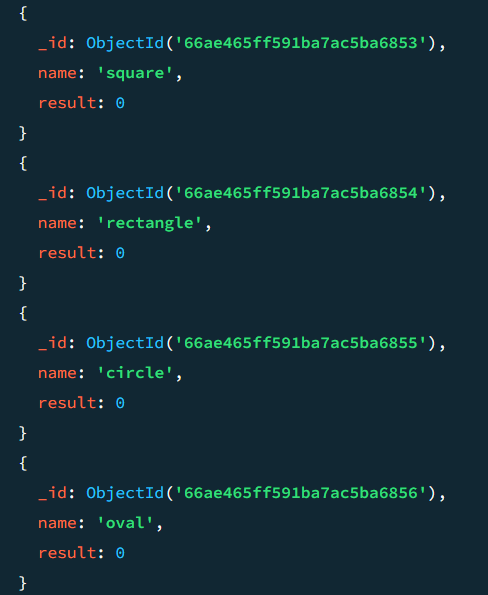 {
_id: ObjectId('66ae465ff591ba7ac5ba6853'),
name: 'square',
result: 0
}
{
_id: ObjectId('66ae465ff591ba7ac5ba6854'),
name: 'rectangle',
result: 0
}
{
_id: ObjectId('66ae465ff591ba7ac5ba6855'),
name: 'circle',
result: 0
}
{
_id: ObjectId('66ae465ff591ba7ac5ba6856'),
name: 'oval',
result: 0
}